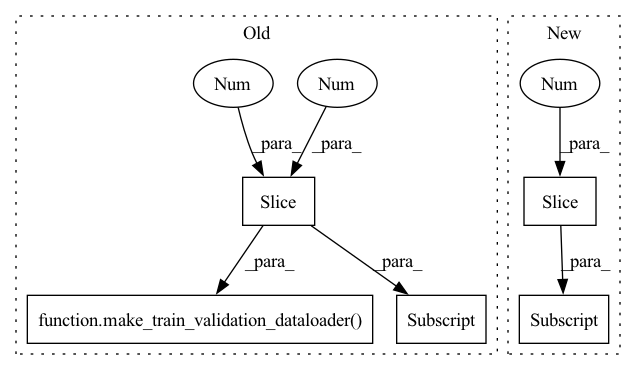 Old
New
Num
Num
Num
_para_
_para_
_para_
Slice
Slice
_para_
_para_
_para_
function.make_train_validation_dataloader()
Subscript
Subscript